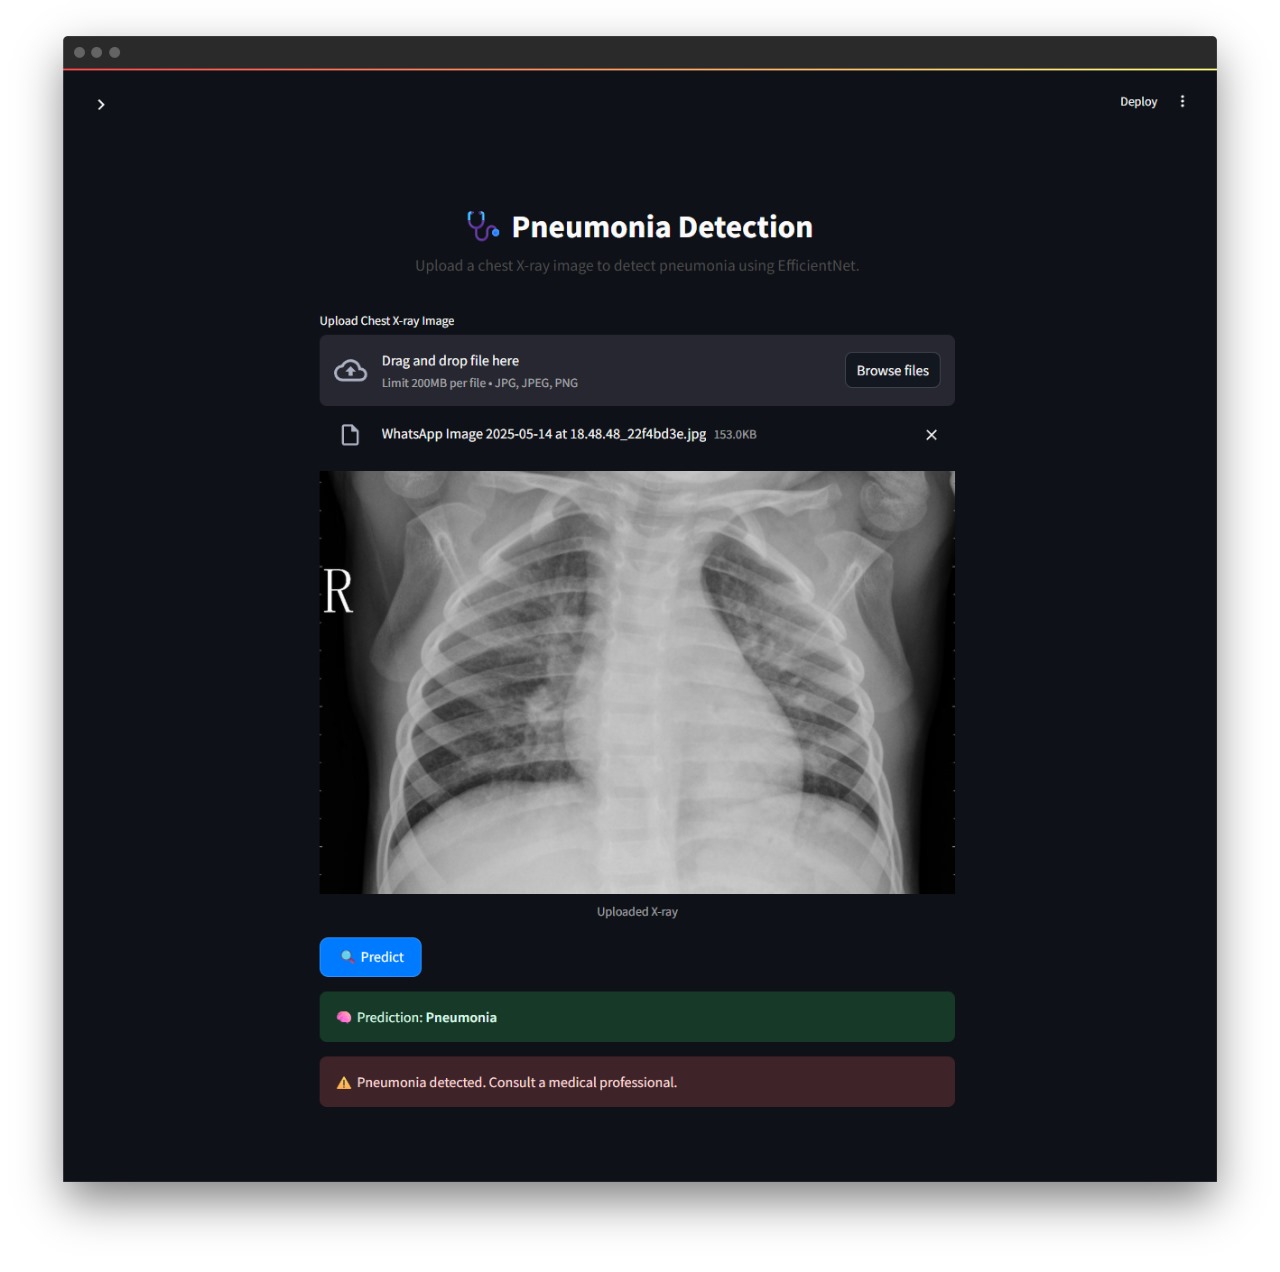 Deploy
Pneumonia Detection
Upload a chest X-ray image to detect pneumonia using EfficientNet.
Upload Chest X-ray Image
Drag and drop file here
Limit 200MB per file • JPG, JPEG, PNG
Browse files
WhatsApp Image 2025-05-14 at 18.48.48_22f4bd3e.jpg 153.0KB
R
Uploaded X-ray
Predict
Prediction: Pneumonia
Pneumonia detected. Consult a medical professional.